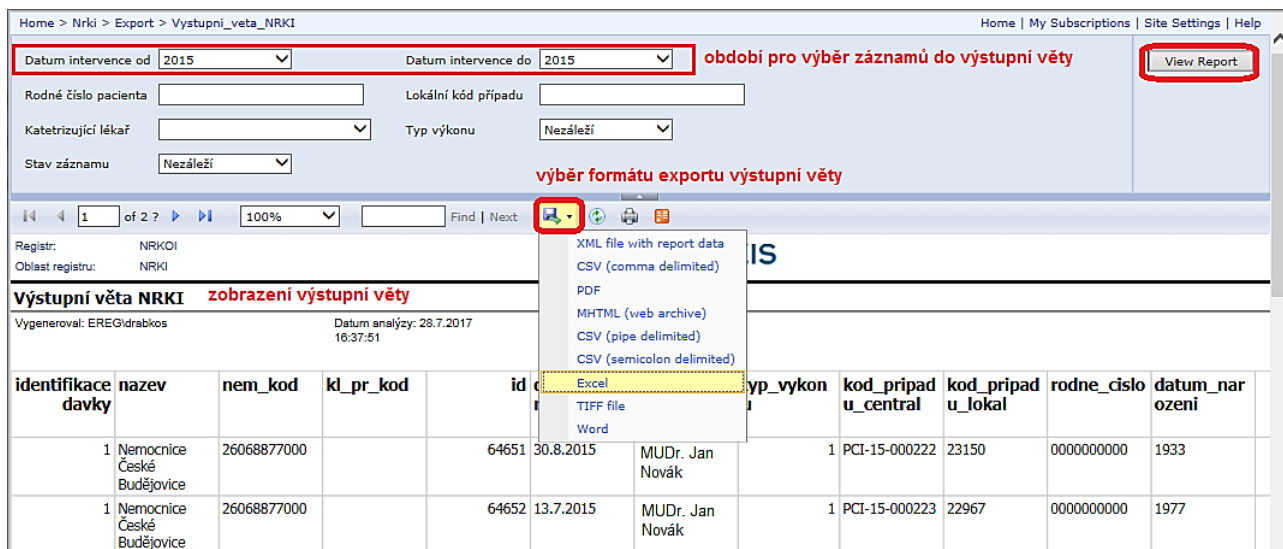 Home > Nrki > Export > Vystupni_veta_NRKI Home | My Subscriptions | Site Settings | Help
Datum intervence od 2015 Datum intervence do 2015 období pro výběr záznamů do výstupní věty View Report
Rodné číslo pacienta Lokální kód případu
Katetrizující lékař Typ výkonu Nezáleží
Stav záznamu Nezáleží
výběr formátu exportu výstupní věty
1 of 2 ? 100% Find | Next
Registr: NRKOI
Oblast registru: NRKI
XML file with report data
CSV (comma delimited)
PDF
MHTML (web archive)
CSV (pipe delimited)
CSV (semicolon delimited)
Excel
TIFF file
Word
IS
Výstupní věta NRKI zobrazení výstupní věty
Vygeneroval: EREG\drabkos Datum analýzy: 28.7.2017
16:37:51
identifikace nazev nem_kod kl_pr_kod id yp_vykon kod_pripad kod_pripad rodne_cislo datum_nar
davky u_central u_lokal ozeni
1 Nemocnice 26068877000 64651 30.8.2015 MUDr. Jan 1 PCI-15-000222 23150 0000000000 1933
České Novák
Budějovice
1 Nemocnice 26068877000 64652 13.7.2015 MUDr. Jan 1 PCI-15-000223 22967 0000000000 1977
České Novák
Budějovice